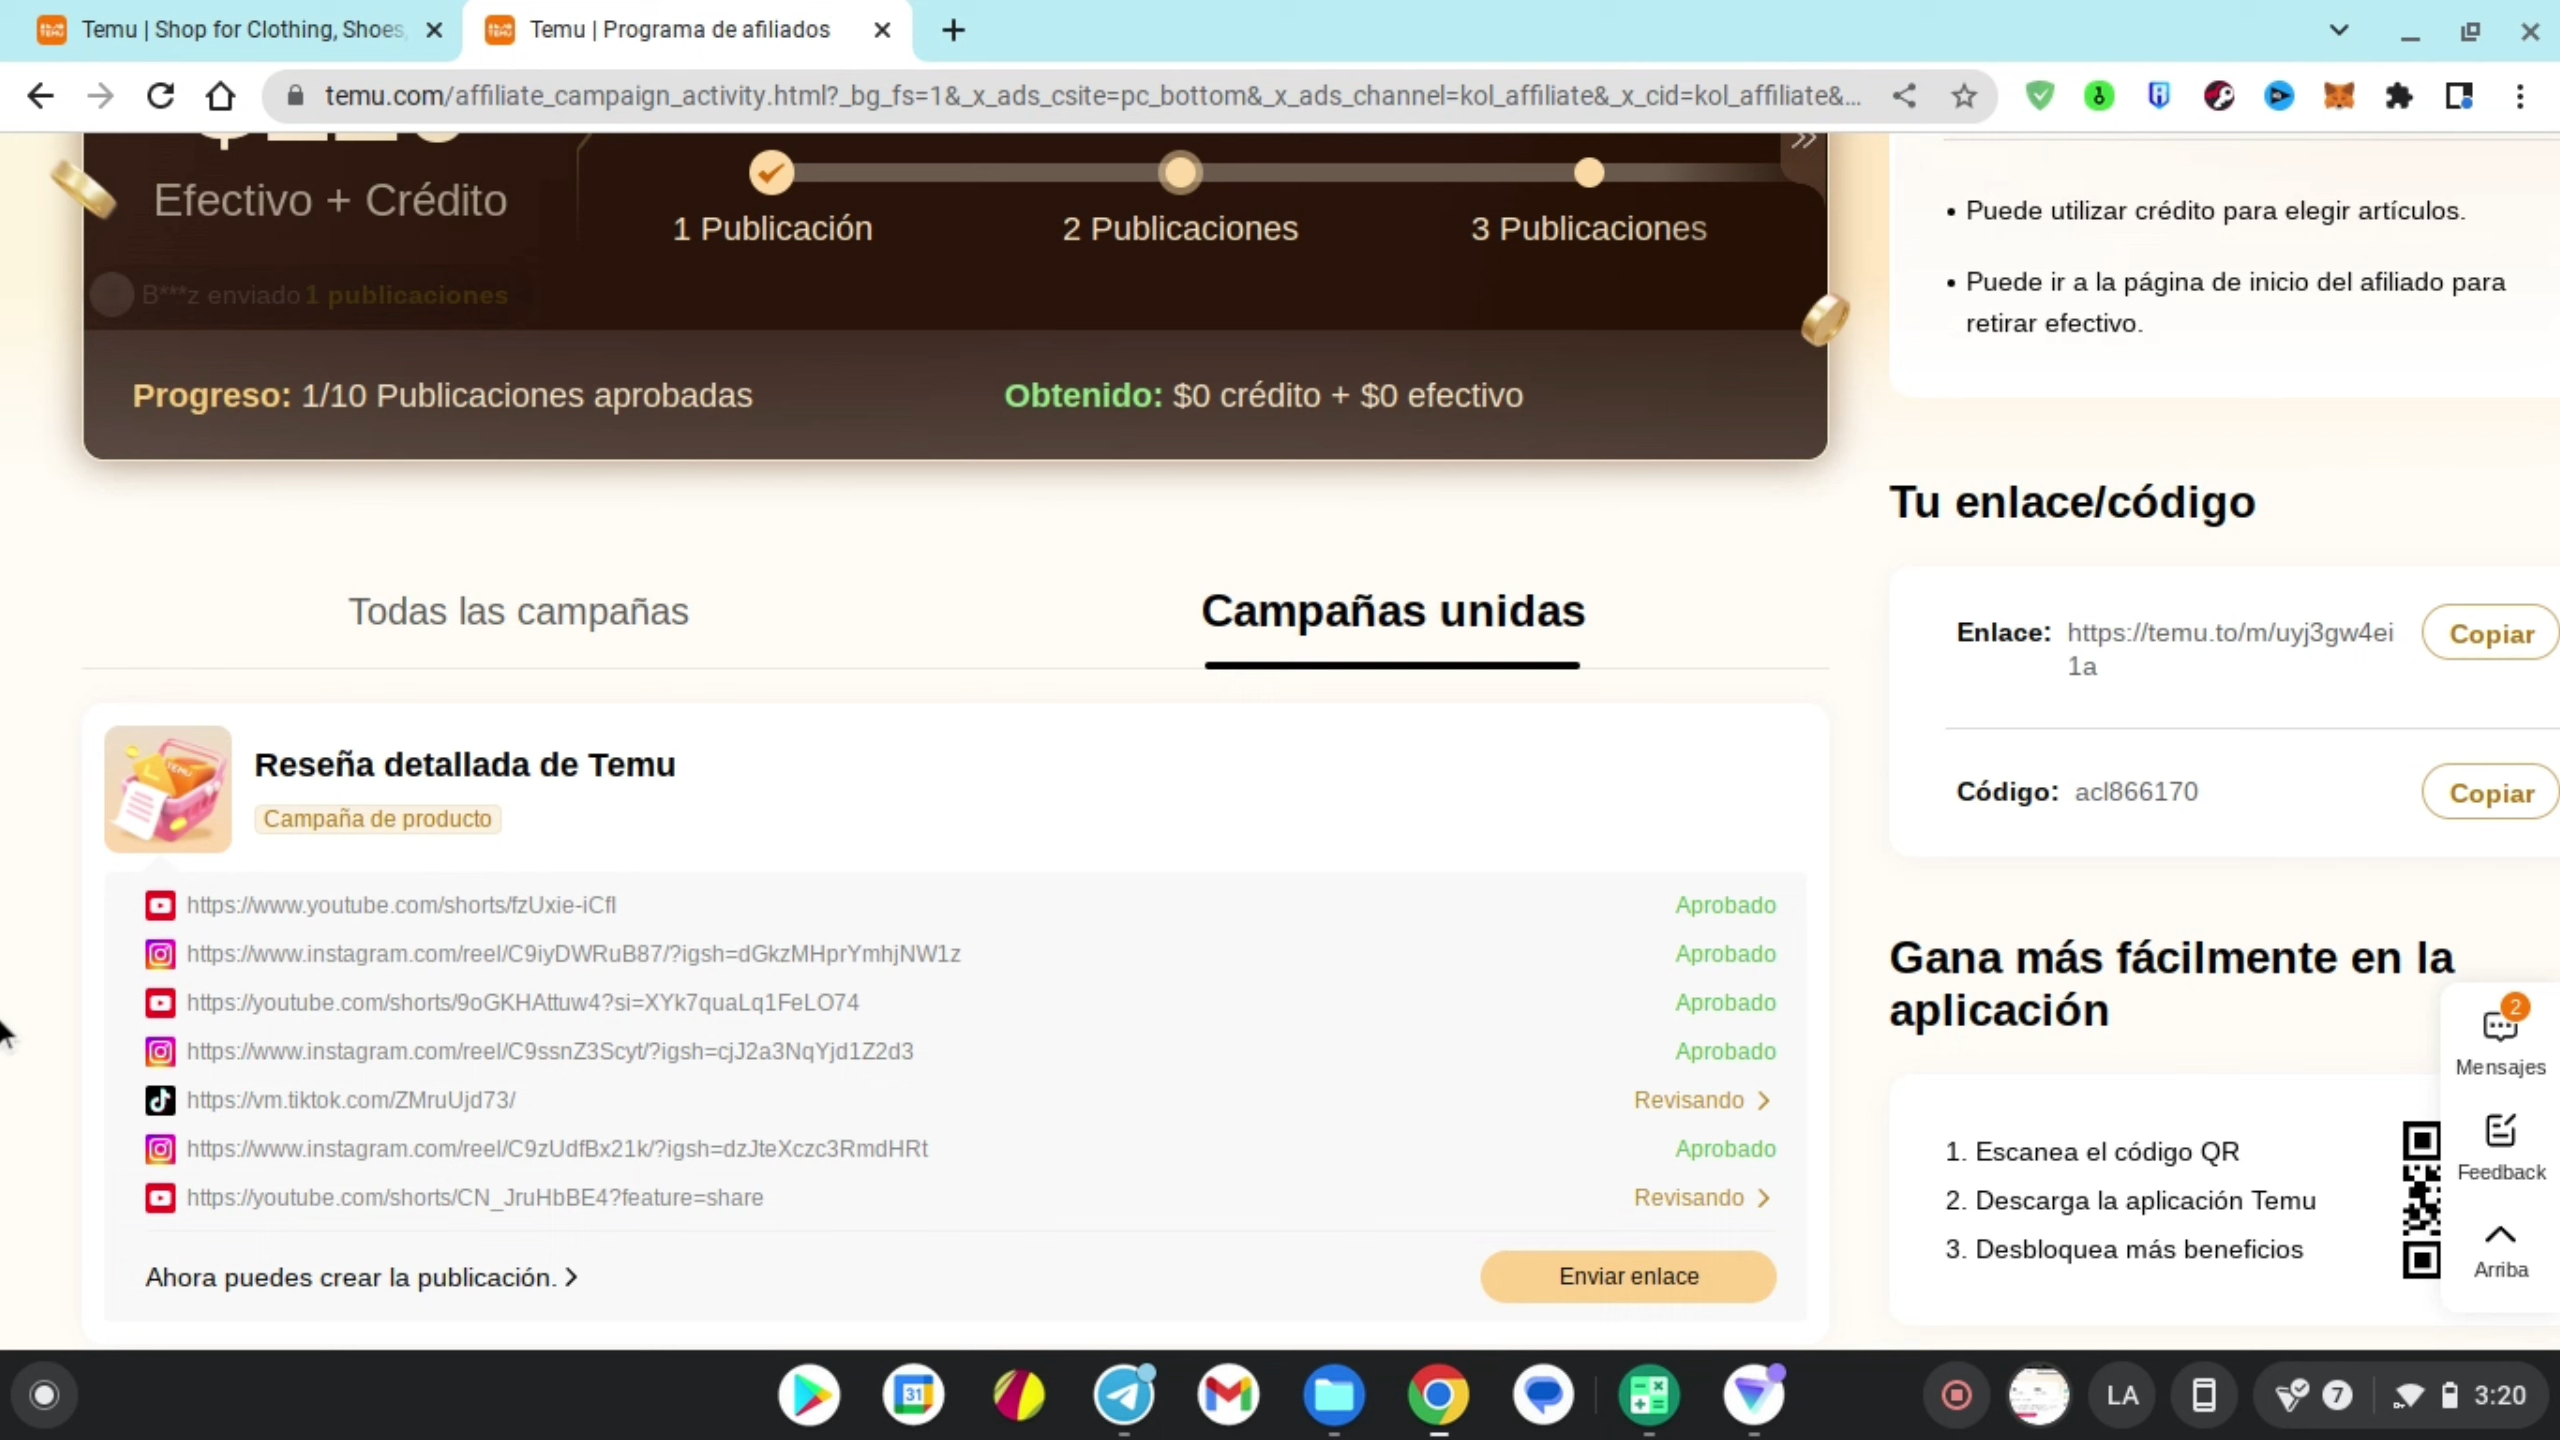 Temu | Shop for Clothing, Shoes,
Temu | Programa de afiliados
temu.com/affiliate_campaign_activity.html?_bg_fs=1&_x_ads_csite=pc_bottom&_x_ads_channel=kol_affiliate&_x_cid=kol_affiliate&...
Efectivo + Crédito
1 Publicación
2 Publicaciones
3 Publicaciones
B***z enviado 1 publicaciones
Progreso: 1/10 Publicaciones aprobadas
Obtenido: $0 crédito + $0 efectivo
• Puede utilizar crédito para elegir artículos.
• Puede ir a la página de inicio del afiliado para
retirar efectivo.
Tu enlace/código
Enlace: https://temu.to/m/uyj3gw4ei
1a
Copiar
Código: acl866170
Copiar
Todas las campañas
Campañas unidas
Reseña detallada de Temu
Campaña de producto
https://www.youtube.com/shorts/fzUxie-iCfI
Aprobado
https://www.instagram.com/reel/C9iyDWRuB87/?igsh=dGkzMHprYmhjNW1z
Aprobado
https://youtube.com/shorts/9oGKHAttuw4?si=XYk7quaLq1FeLO74
Aprobado
https://www.instagram.com/reel/C9ssnZ3Scyt/?igsh=cjJ2a3NqYjd1Z2d3
Aprobado
https://vm.tiktok.com/ZMruUjd73/
Revisando
https://www.instagram.com/reel/C9zUdfBx21k/?igsh=dzJteXczc3RmdHRt
Aprobado
https://youtube.com/shorts/CN_JruHbBE4?feature=share
Revisando
Ahora puedes crear la publicación.
Enviar enlace
Gana más fácilmente en la
aplicación
1. Escanea el código QR
2. Descarga la aplicación Temu
3. Desbloquea más beneficios
2
Mensajes
Feedback
Arriba
31
LA
7
3:20